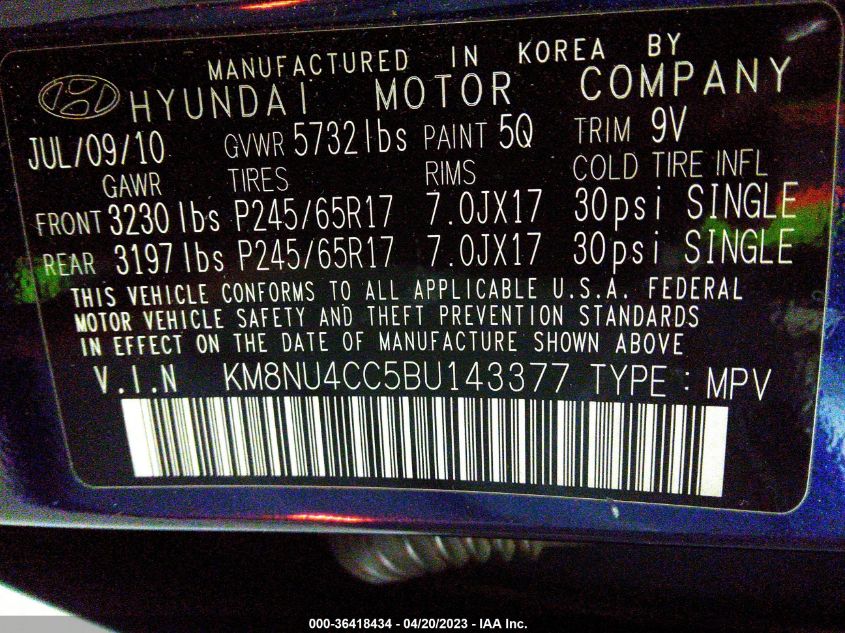 MANUFACTURED IN KOREA BY
HYUNDAI MOTOR COMPANY
JUL/09/10 GVWR 5732lbs PAINT 5Q TRIM 9V
GAWR TIRES RIMS COLD TIRE INFL
FRONT 3230lbs P245/65R17 7.0JX17 30psi SINGLE
REAR 3197lbs P245/65R17 7.0JX17 30psi SINGLE
THIS VEHICLE CONFORMS TO ALL APPLICABLE U.S.A. FEDERAL
MOTOR VEHICLE SAFETY AND THEFT PREVENTION STANDARDS
IN EFFECT ON THE DATE OF MANUFACTURE SHOWN ABOVE
V.I.N KM8NU4CC5BU143377 TYPE : MPV
000-36418434 - 04/20/2023 - IAA Inc.